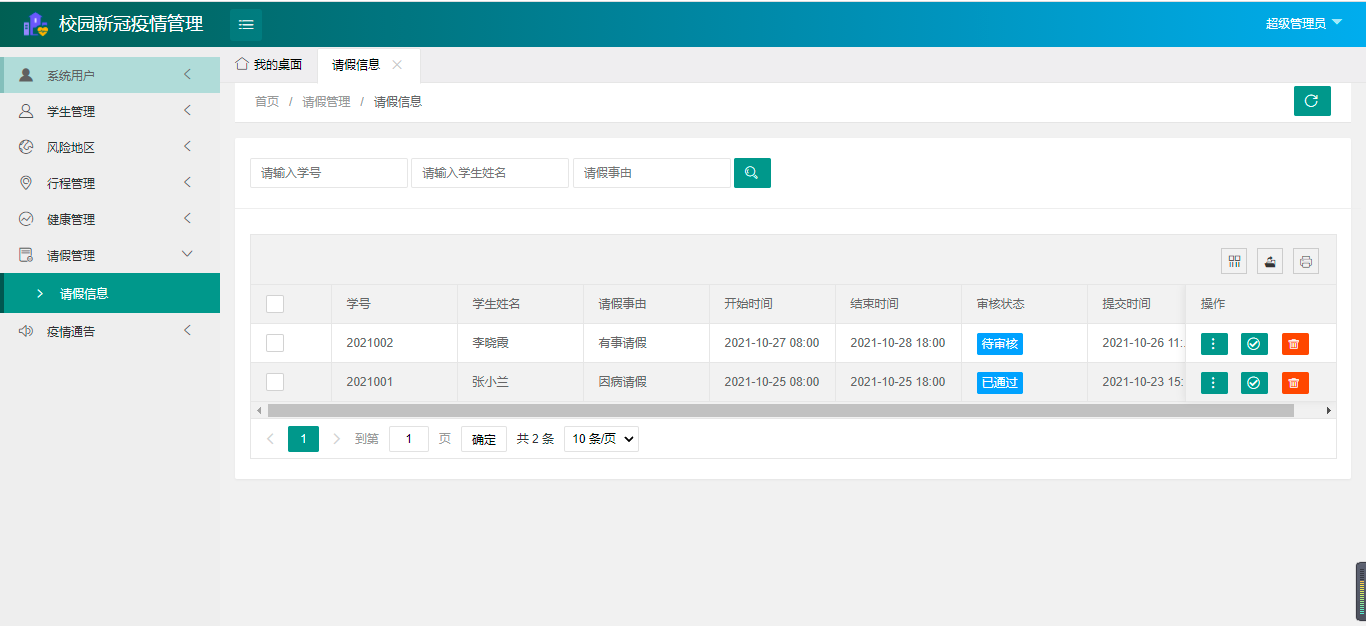 校园新冠疫情管理
超级管理员
系统用户
学生管理
风险地区
行程管理
健康管理
请假管理
请假信息
疫情通告
我的桌面 请假信息
首页 / 请假管理 / 请假信息
请输入学号 请输入学生姓名 请假事由
学号 学生姓名 请假事由 开始时间 结束时间 审核状态 提交时间 操作
2021002 李晓霞 有事请假 2021-10-27 08:00 2021-10-28 18:00 待审核 2021-10-26 11:
2021001 张小兰 因病请假 2021-10-25 08:00 2021-10-25 18:00 已通过 2021-10-23 15:
1 到第 1 页 确定 共 2 条 10 条/页